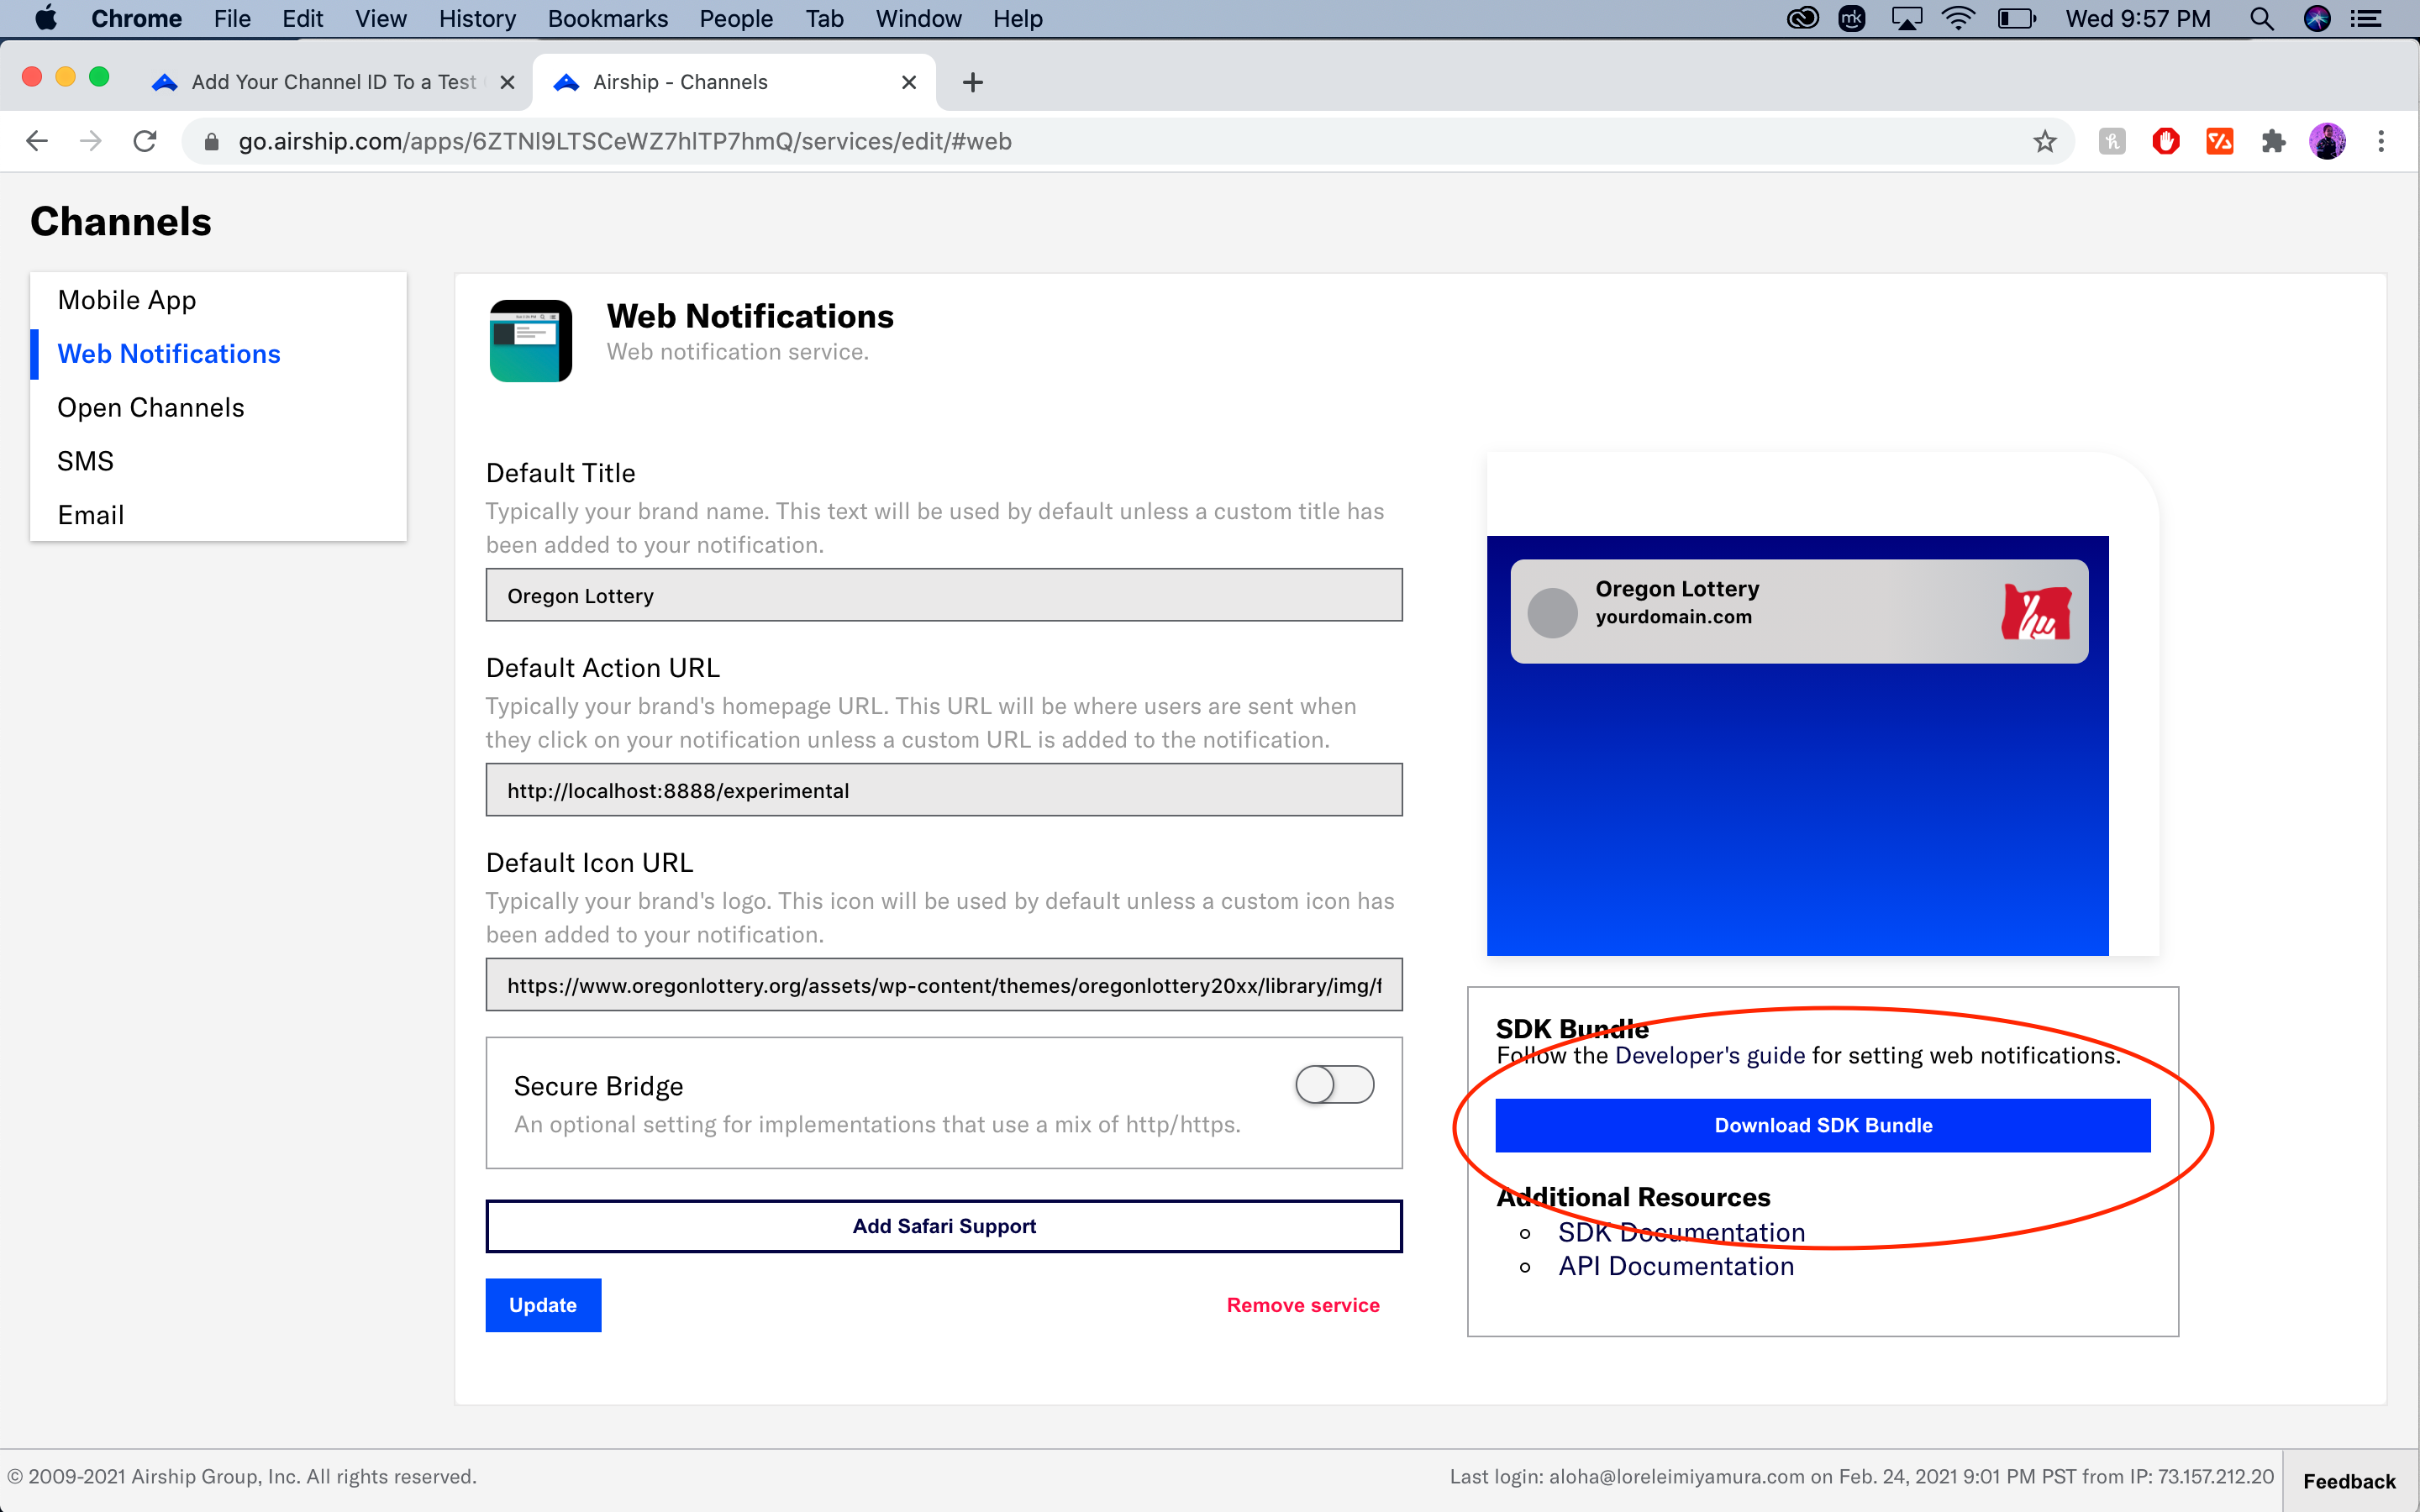 Chrome File Edit View History Bookmarks People Tab Window Help
mk
Wed 9:57 PM
Add Your Channel ID To a Test
Airship - Channels
go.airship.com/apps/6ZTNl9LTSCeWZ7hlTP7hmQ/services/edit/#web
Channels
Mobile App
Web Notifications
Open Channels
SMS
Email
Web Notifications
Web notification service.
Default Title
Typically your brand name. This text will be used by default unless a custom title has
been added to your notification.
Oregon Lottery
Default Action URL
Typically your brand's homepage URL. This URL will be where users are sent when
they click on your notification unless a custom URL is added to the notification.
http://localhost:8888/experimental
Default Icon URL
Typically your brand's logo. This icon will be used by default unless a custom icon has
been added to your notification.
https://www.oregonlottery.org/assets/wp-content/themes/oregonlottery20xx/library/img/f
Secure Bridge
An optional setting for implementations that use a mix of http/https.
Add Safari Support
Update
Remove service
Oregon Lottery
yourdomain.com
SDK Bundle
Follow the Developer's guide for setting web notifications.
Download SDK Bundle
Additional Resources
SDK Documentation
API Documentation
© 2009-2021 Airship Group, Inc. All rights reserved.
Last login: aloha@loreleimiyamura.com on Feb. 24, 2021 9:01 PM PST from IP: 73.157.212.20
Feedback